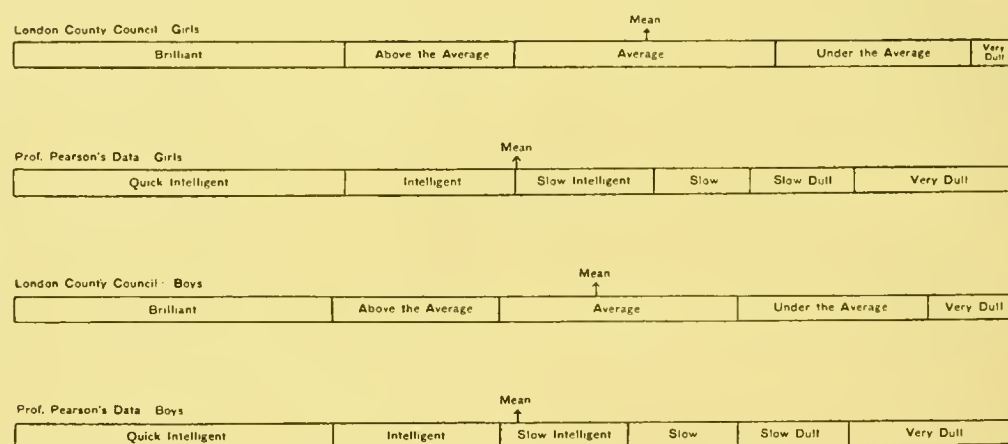 Mean
London County Council Girls
Brilliant Above the Average Average Under the Average Very Dull
Mean
Prof. Pearson's Data Girls
Quick Intelligent Intelligent Slow Intelligent Slow Slow Dull Very Dull
Mean
London County Council · Boys
Brilliant Above the Average Average Under the Average Very Dull
Mean
Prof. Pearson's Data Boys
Quick Intelligent Intelligent Slow Intelligent Slow Slow Dull Very Dull